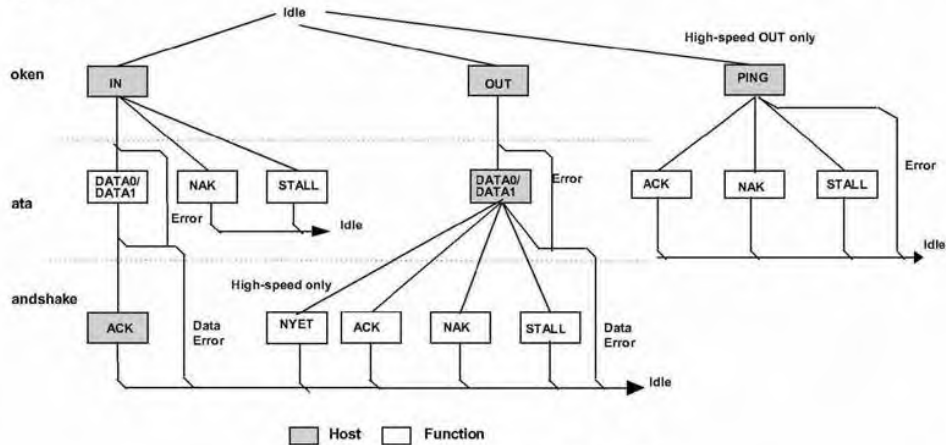 Idle
High-speed OUT only
oken
IN
OUT
PING
Error
DATA0/
DATA1
NAK
STALL
DATA0/
DATA1
Error
ACK
NAK
STALL
ata
Error
Idle
Idle
High-speed only
andshake
ACK
Data
Error
NYET
ACK
NAK
STALL
Data
Error
Idle
Host
Function